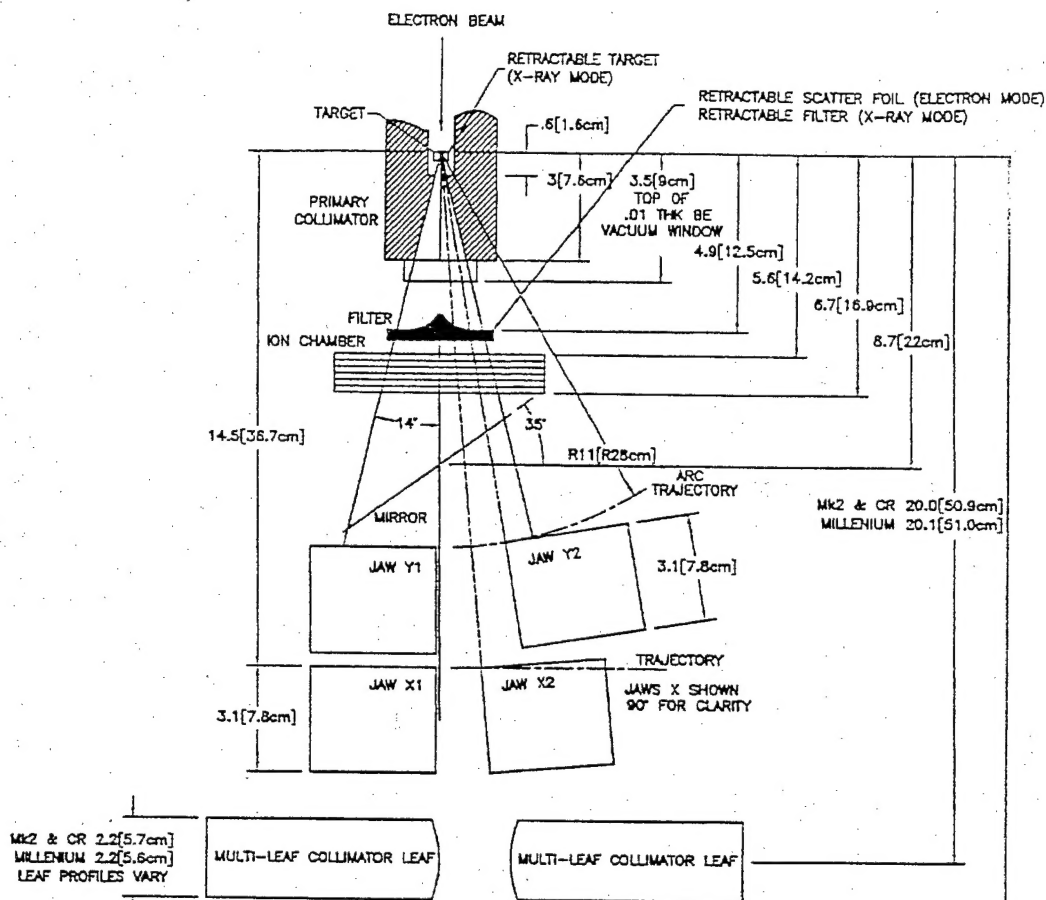 ELECTRON BEAM
RETRACTABLE TARGET
(X-RAY MODE)
RETRACTABLE SCATTER FOIL (ELECTRON MODE)
RETRACTABLE FILTER (X-RAY MODE)
TARGET
.6[1.6cm]
3[7.6cm]
3.5[9cm]
TOP OF
.01 THK BE
VACUUM WINDOW
PRIMARY
COLLIMATOR
4.9[12.5cm]
5.6[14.2cm]
6.7[16.9cm]
8.7[22cm]
FILTER
ION CHAMBER
14.5[36.7cm]
14°
35°
R11[R28cm]
ARC
TRAJECTORY
MIRROR
Mk2 & CR 20.0[50.9cm]
MILLENIUM 20.1[51.0cm]
JAW Y1
JAW Y2
3.1[7.8cm]
JAW X1
JAW X2
TRAJECTORY
JAWS X SHOWN
90° FOR CLARITY
3.1[7.8cm]
Mk2 & CR 2.2[5.7cm]
MILLENIUM 2.2[5.6cm]
LEAF PROFILES VARY
MULTI-LEAF COLLIMATOR LEAF
MULTI-LEAF COLLIMATOR LEAF